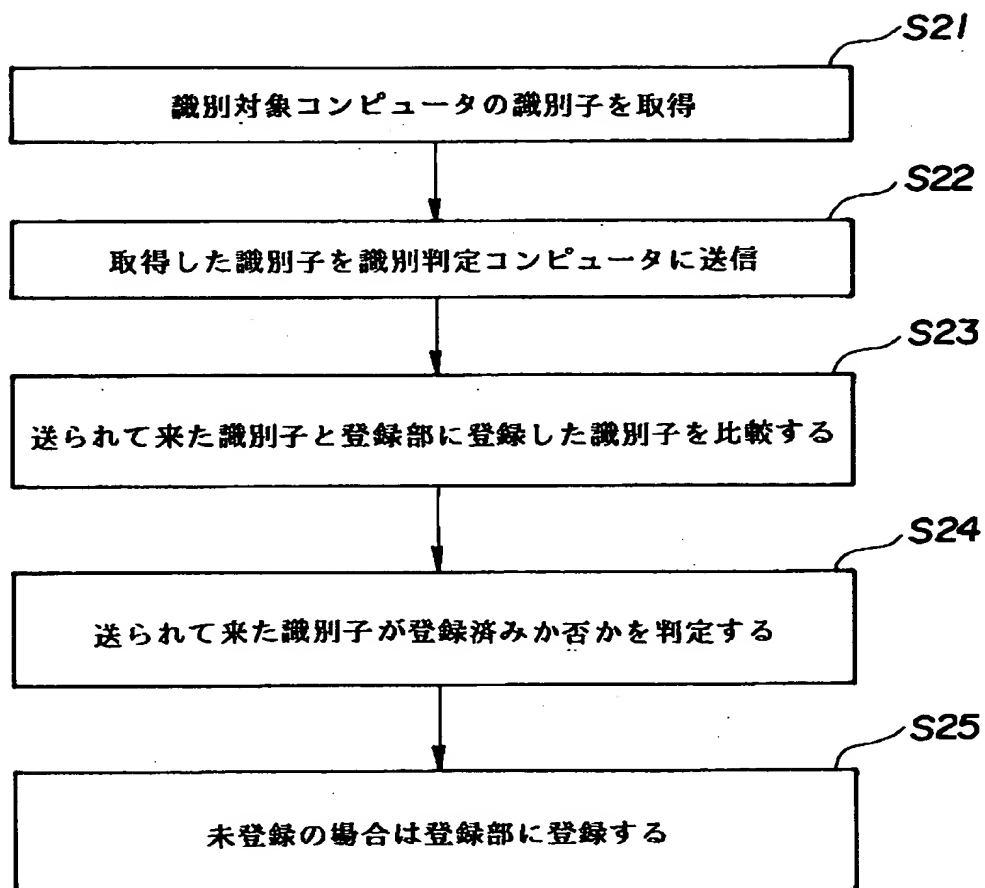 S21
識別対象コンピュータの識別子を取得
S22
取得した識別子を識別判定コンピュータに送信
S23
送られて来た識別子と登録部に登録した識別子を比較する
S24
送られて来た識別子が登録済みか否かを判定する
S25
未登録の場合は登録部に登録する